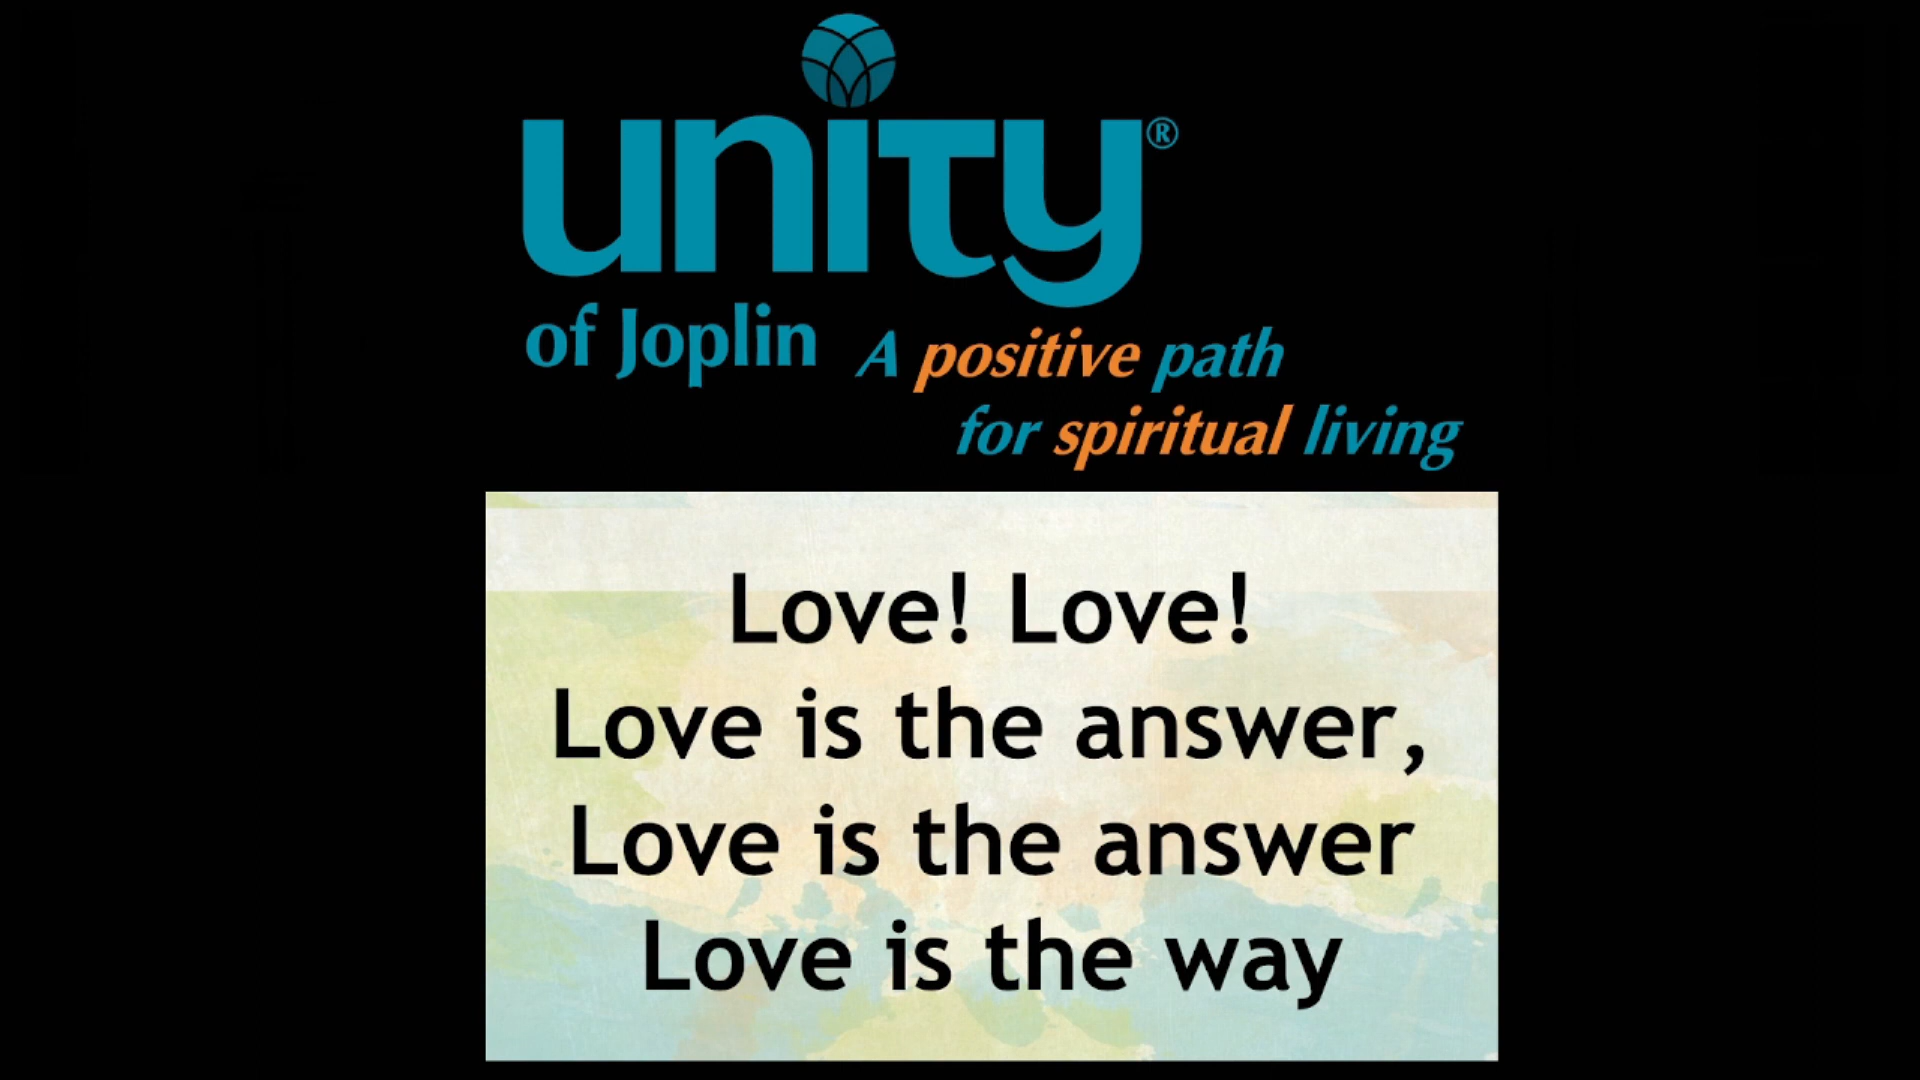 unity®
of Joplin
A positive path
for spiritual living
Love! Love!
Love is the answer,
Love is the answer
Love is the way